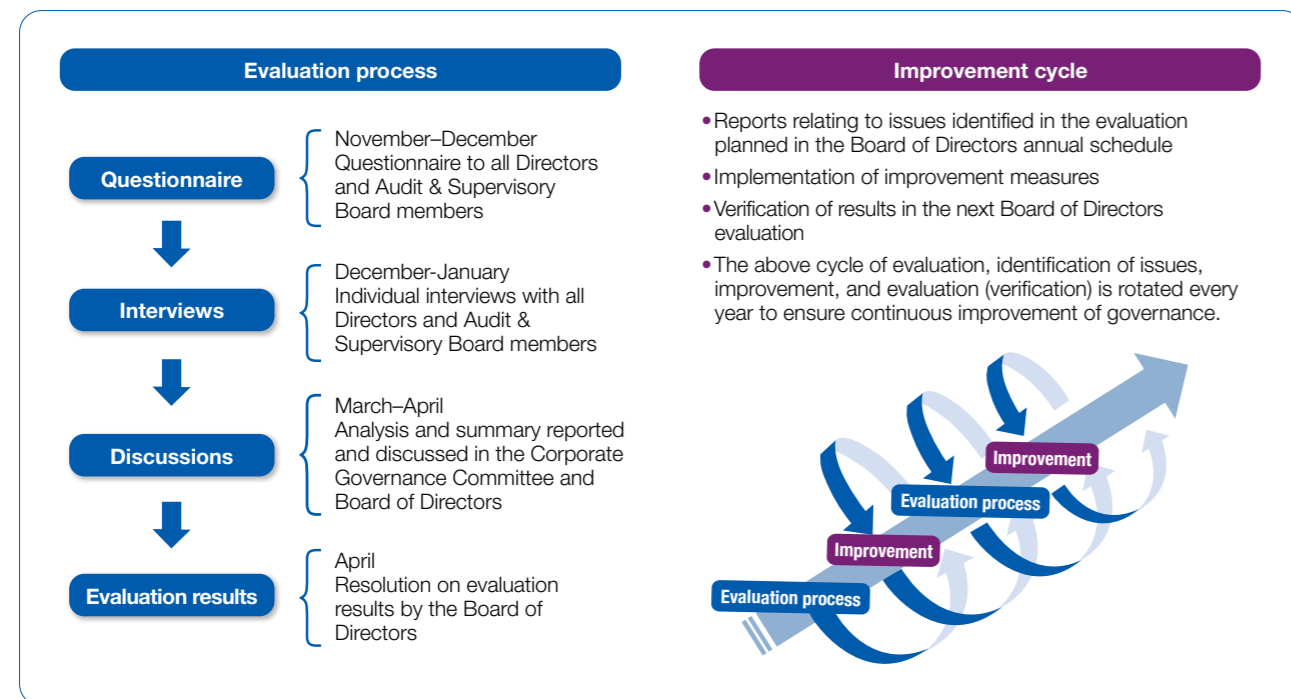 Evaluation process
Questionnaire
November–December
Questionnaire to all Directors
and Audit & Supervisory
Board members
Interviews
December-January
Individual interviews with all
Directors and Audit &
Supervisory Board members
Discussions
March–April
Analysis and summary reported
and discussed in the Corporate
Governance Committee and
Board of Directors
Evaluation results
April
Resolution on evaluation
results by the Board of
Directors
Improvement cycle
•Reports relating to issues identified in the evaluation
planned in the Board of Directors annual schedule
•Implementation of improvement measures
•Verification of results in the next Board of Directors
evaluation
•The above cycle of evaluation, identification of issues,
improvement, and evaluation (verification) is rotated every
year to ensure continuous improvement of governance.
Improvement
Evaluation process
Improvement
Evaluation process